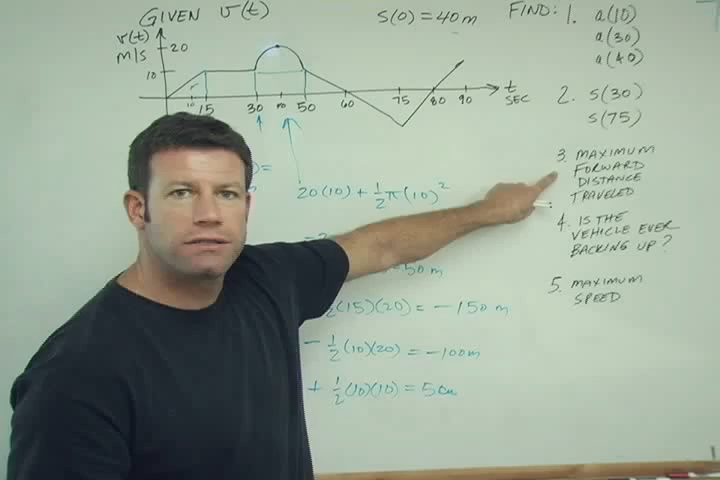 GIVEN v(t)
s(0) = 40 m
FIND: 1. a(10)
a(30)
a(40)
2. s(30)
s(75)
3. MAXIMUM
FORWARD
DISTANCE
TRAVELED
4. IS THE
VEHICLE EVER
BACKING UP?
5. MAXIMUM
SPEED
v(t)
M/S
20
10
10 15 30 40 50 60 75 80 90
t
SEC
) =
20(10) + ½π(10)²
50 m
(15)(20) = -150 m
- ½(10)(20) = -100m
+ ½(10)(10) = 50m